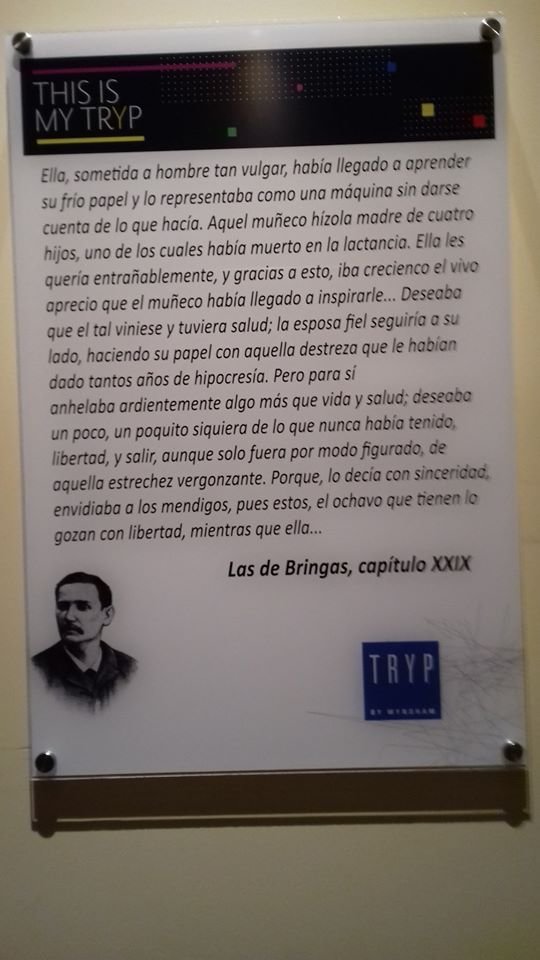 THIS IS
MY TRYP
Ella, sometida a hombre tan vulgar, había llegado a aprender
su frío papel y lo representaba como una máquina sin darse
cuenta de lo que hacía. Aquel muñeco hízola madre de cuatro
hijos, uno de los cuales había muerto en la lactancia. Ella les
quería entrañablemente, y gracias a esto, iba crecienco el vivo
aprecio que el muñeco había llegado a inspirarle... Deseaba
que el tal viniese y tuviera salud; la esposa fiel seguiría a su
lado, haciendo su papel con aquella destreza que le habían
dado tantos años de hipocresía. Pero para sí
anhelaba ardientemente algo más que vida y salud; deseaba
un poco, un poquito siquiera de lo que nunca había tenido,
libertad, y salir, aunque solo fuera por modo figurado, de
aquella estrechez vergonzante. Porque, lo decía con sinceridad,
envidiaba a los mendigos, pues estos, el ochavo que tienen lo
gozan con libertad, mientras que ella...
Las de Bringas, capítulo XXIX
TRYP
BY WYNDHAM